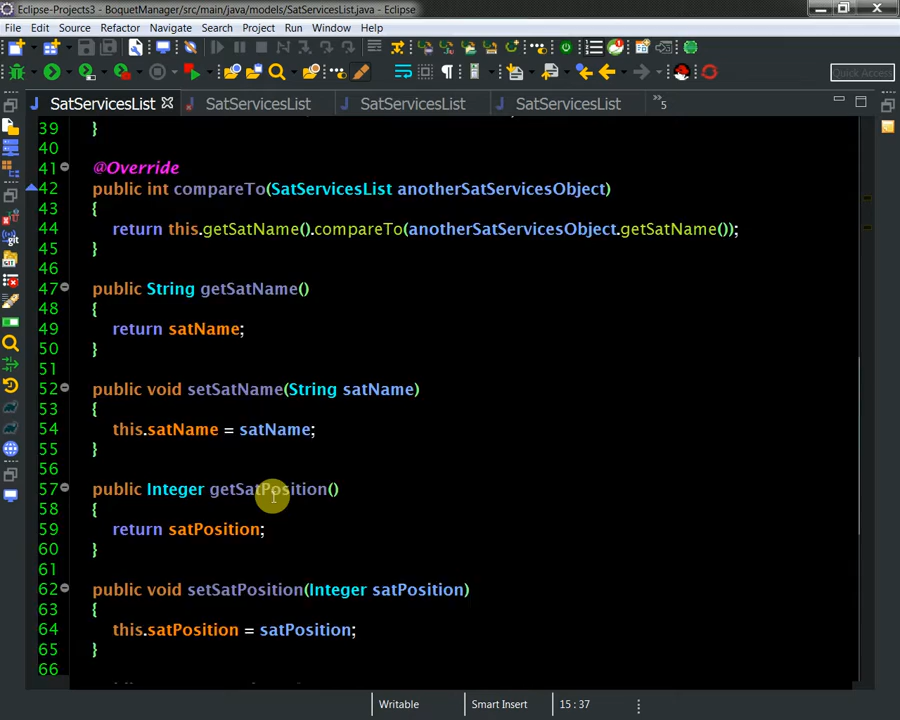 Eclipse-Projects3 - BoquetManager/src/main/java/models/SatServicesList.java - Eclipse
File Edit Source Refactor Navigate Search Project Run Window Help
Quick Access
SatServicesList SatServicesList SatServicesList SatServicesList »5
39 }
40
41 @Override
42 public int compareTo(SatServicesList anotherSatServicesObject)
43 {
44 return this.getSatName().compareTo(anotherSatServicesObject.getSatName());
45 }
46
47 public String getSatName()
48 {
49 return satName;
50 }
51
52 public void setSatName(String satName)
53 {
54 this.satName = satName;
55 }
56
57 public Integer getSatPosition()
58 {
59 return satPosition;
60 }
61
62 public void setSatPosition(Integer satPosition)
63 {
64 this.satPosition = satPosition;
65 }
66
Writable Smart Insert 15 : 37